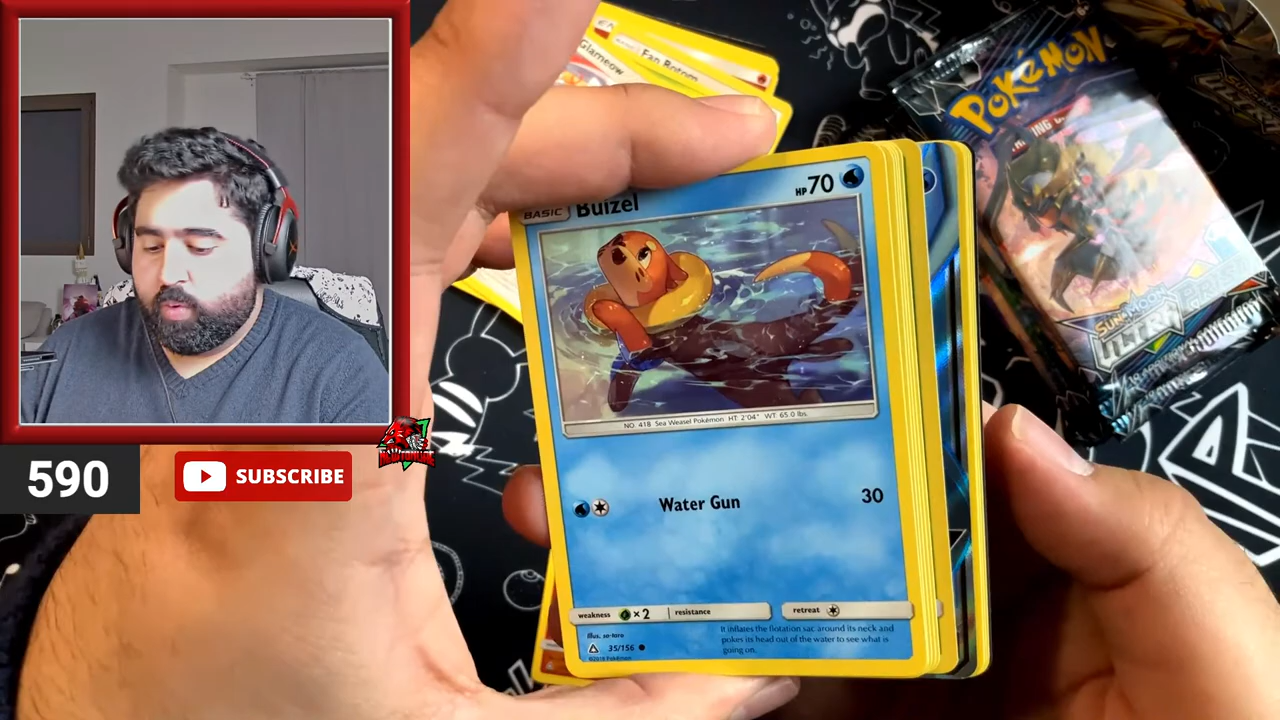 Glameow
Fan Rotom
POKÉMON
SUN & MOON
ULTRA PRISM
BASIC Buizel HP 70
NO. 418 Sea Weasel Pokémon HT: 2'04" WT: 65.0 lbs.
Water Gun 30
weakness ×2 resistance retreat
illus. so-taro
35/156
©2018 Pokémon
It inflates the flotation sac around its neck and
pokes its head out of the water to see what is
going on.
590
SUBSCRIBE